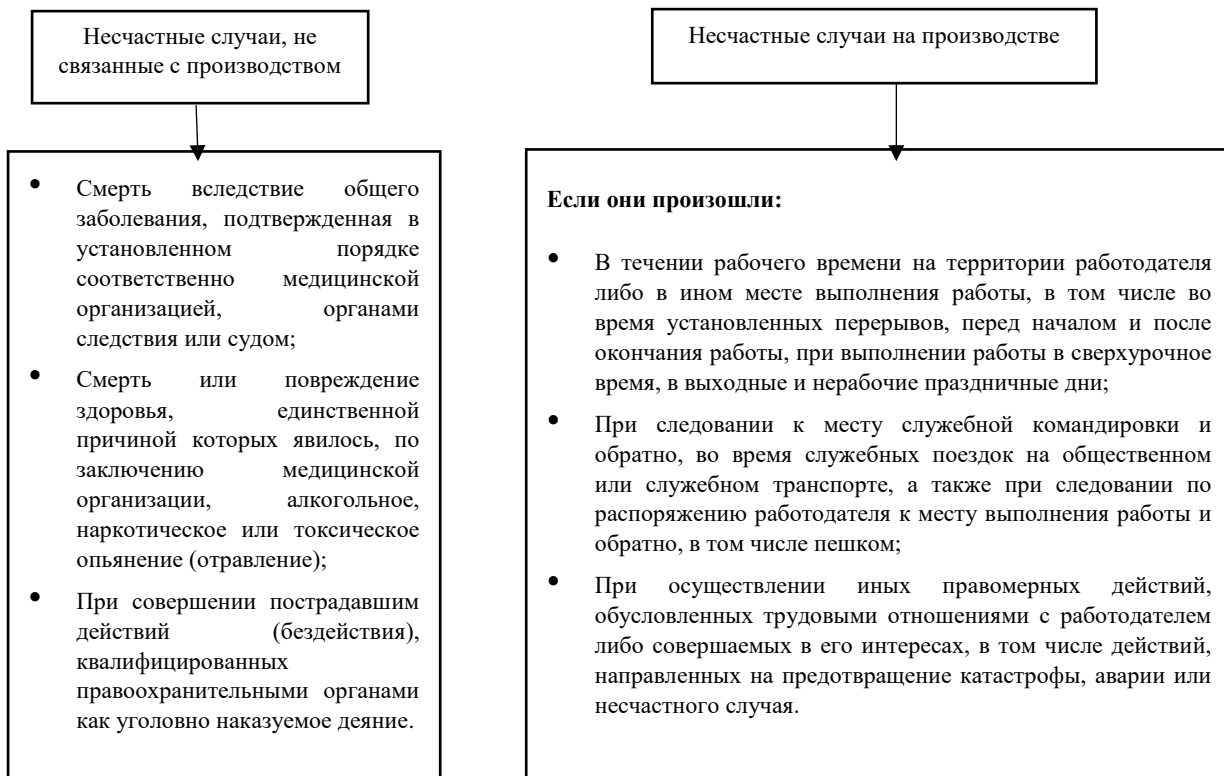 Несчастные случаи, не
связанные с производством
Смерть вследствие общего
заболевания, подтвержденная в
установленном порядке
соответственно медицинской
организацией, органами
следствия или судом;
Смерть или повреждение
здоровья, единственной
причиной которых явилось, по
заключению медицинской
организации, алкогольное,
наркотическое или токсическое
опьянение (отравление);
При совершении пострадавшим
действий (бездействия),
квалифицированных
правоохранительными органами
как уголовно наказуемое деяние.
Несчастные случаи на производстве
Если они произошли:
В течении рабочего времени на территории работодателя
либо в ином месте выполнения работы, в том числе во
время установленных перерывов, перед началом и после
окончания работы, при выполнении работы в сверхурочное
время, в выходные и нерабочие праздничные дни;
При следовании к месту служебной командировки и
обратно, во время служебных поездок на общественном
или служебном транспорте, а также при следовании по
распоряжению работодателя к месту выполнения работы и
обратно, в том числе пешком;
При осуществлении иных правомерных действий,
обусловленных трудовыми отношениями с работодателем
либо совершаемых в его интересах, в том числе действий,
направленных на предотвращение катастрофы, аварии или
несчастного случая.